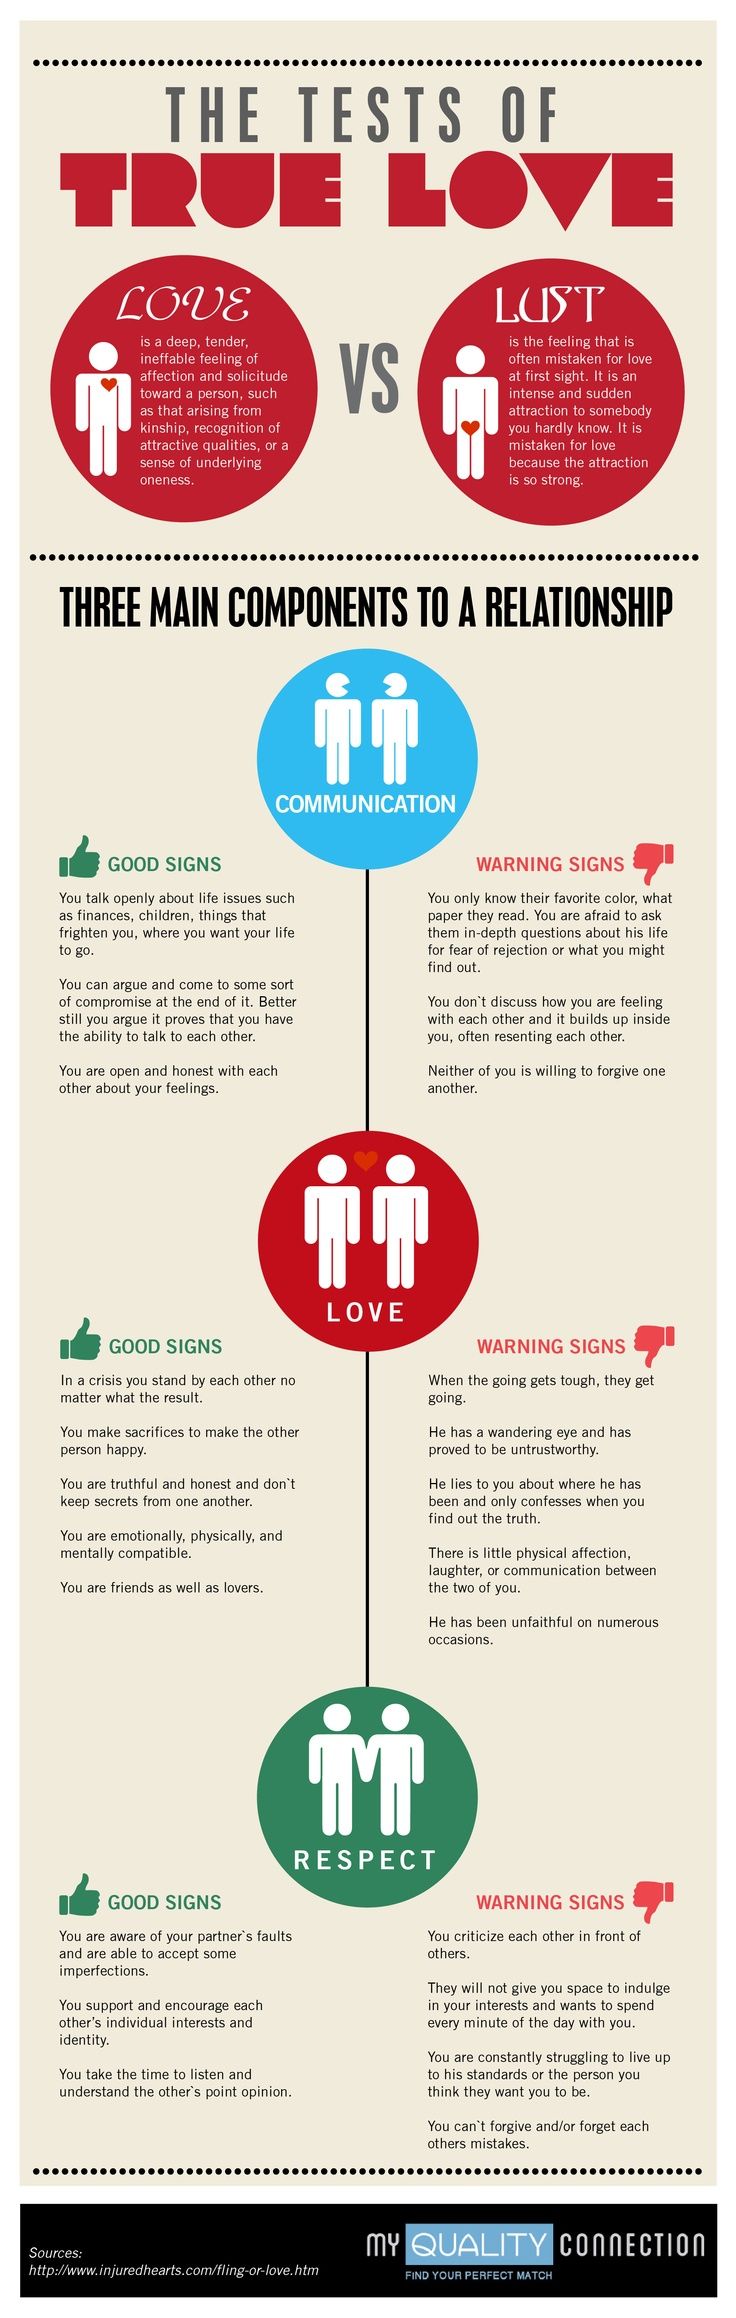 THE TESTS OF
TRUE LOVE
LOVE
is a deep, tender,
ineffable feeling of
affection and solicitude
toward a person, such
as that arising from
kinship, recognition of
attractive qualities, or a
sense of underlying
oneness.
VS
LUST
is the feeling that is
often mistaken for love
at first sight. It is an
intense and sudden
attraction to somebody
you hardly know. It is
mistaken for love
because the attraction
is so strong.
THREE MAIN COMPONENTS TO A RELATIONSHIP
COMMUNICATION
GOOD SIGNS
You talk openly about life issues such
as finances, children, things that
frighten you, where you want your life
to go.
You can argue and come to some sort
of compromise at the end of it. Better
still you argue it proves that you have
the ability to talk to each other.
You are open and honest with each
other about your feelings.
WARNING SIGNS
You only know their favorite color, what
paper they read. You are afraid to ask
them in-depth questions about his life
for fear of rejection or what you might
find out.
You don`t discuss how you are feeling
with each other and it builds up inside
you, often resenting each other.
Neither of you is willing to forgive one
another.
LOVE
GOOD SIGNS
In a crisis you stand by each other no
matter what the result.
You make sacrifices to make the other
person happy.
You are truthful and honest and don`t
keep secrets from one another.
You are emotionally, physically, and
mentally compatible.
You are friends as well as lovers.
WARNING SIGNS
When the going gets tough, they get
going.
He has a wandering eye and has
proved to be untrustworthy.
He lies to you about where he has
been and only confesses when you
find out the truth.
There is little physical affection,
laughter, or communication between
the two of you.
He has been unfaithful on numerous
occasions.
RESPECT
GOOD SIGNS
You are aware of your partner`s faults
and are able to accept some
imperfections.
You support and encourage each
other's individual interests and
identity.
You take the time to listen and
understand the other`s point opinion.
WARNING SIGNS
You criticize each other in front of
others.
They will not give you space to indulge
in your interests and wants to spend
every minute of the day with you.
You are constantly struggling to live up
to his standards or the person you
think they want you to be.
You can`t forgive and/or forget each
others mistakes.
Sources:
http://www.injuredhearts.com/fling-or-love.htm
MY QUALITY CONNECTION
FIND YOUR PERFECT MATCH